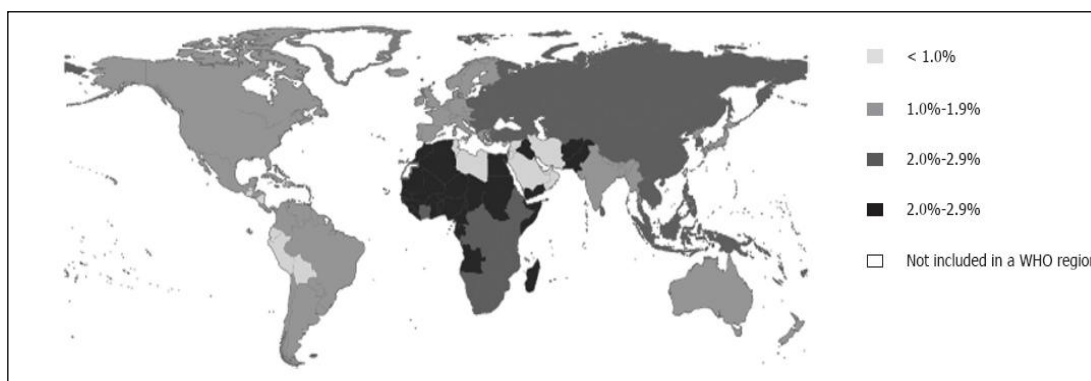 < 1.0%
1.0%-1.9%
2.0%-2.9%
2.0%-2.9%
Not included in a WHO region